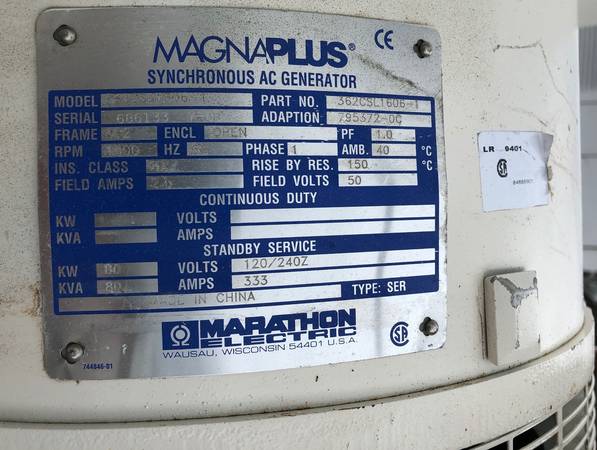 MAGNAPLUS® CE
SYNCHRONOUS AC GENERATOR
MODEL PART NO. 362CSL1606-1
SERIAL ADAPTION. 795372-0C
FRAME ENCL OPEN PF 1.0
RPM HZ PHASE 1 AMB. 40 °C
INS. CLASS RISE BY RES. 150 °C
FIELD AMPS FIELD VOLTS 50
CONTINUOUS DUTY
KW VOLTS
KVA AMPS
STANDBY SERVICE
KW 80 VOLTS 120/240Z
KVA 80 AMPS 333
MADE IN CHINA TYPE: SER
MARATHON
ELECTRIC
WAUSAU, WISCONSIN 54401 U.S.A.
744846-01
LR 9401